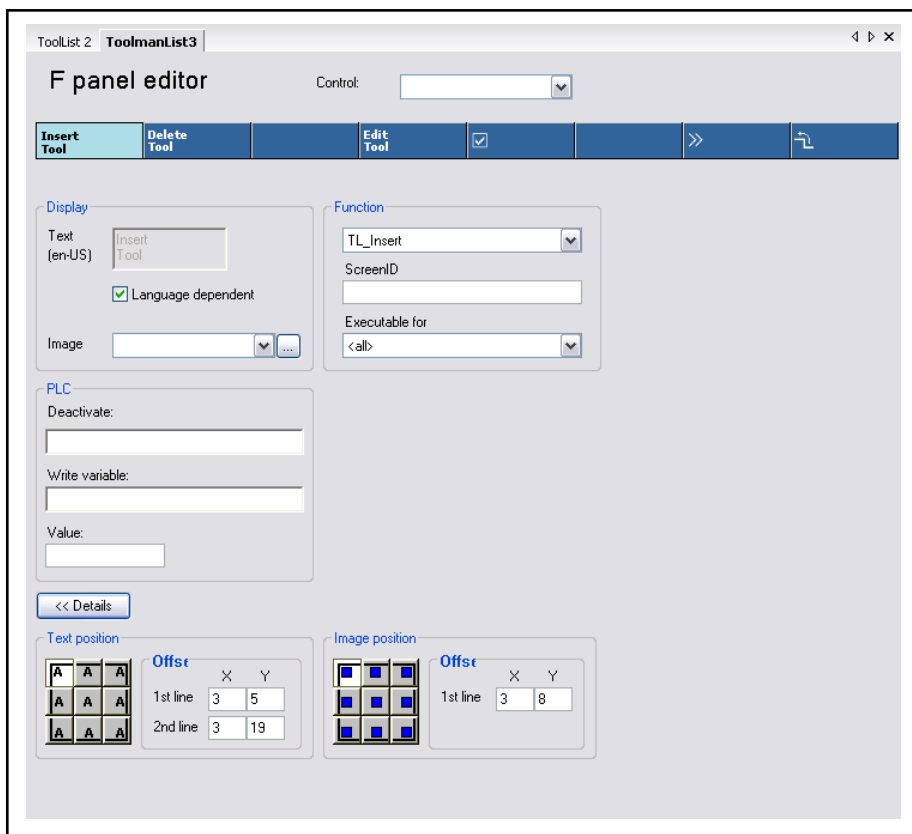 ToolList 2 ToolmanList3
F panel editor
Control:
Insert Tool
Delete Tool
Edit Tool
Display
Text (en-US)
Insert Tool
Language dependent
Image
...
Function
TL_Insert
ScreenID
Executable for
<all>
PLC
Deactivate:
Write variable:
Value:
<< Details
Text position
A A A
A A A
A A A
Offse
X Y
1st line 3 5
2nd line 3 19
Image position
Offse
X Y
1st line 3 8